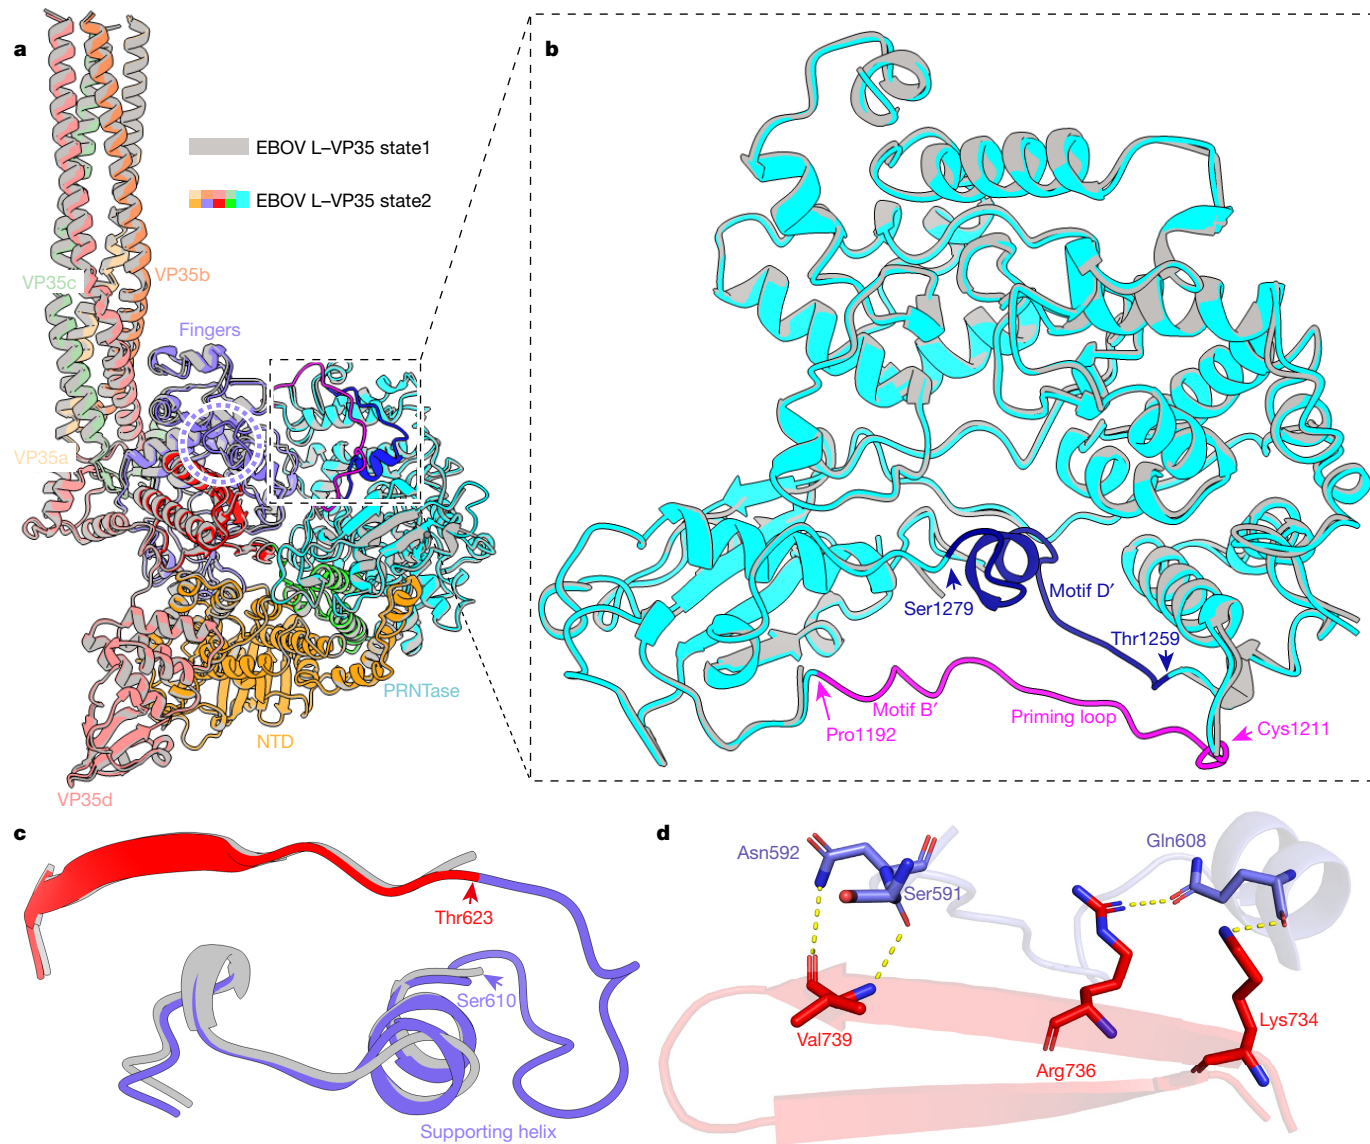 a
EBOV L–VP35 state1
EBOV L–VP35 state2
VP35c
VP35b
Fingers
VP35a
PRNTase
NTD
VP35d
b
Ser1279
Motif D′
Thr1259
Motif B′
Priming loop
Pro1192
Cys1211
c
Thr623
Ser610
Supporting helix
d
Asn592
Ser591
Gln608
Val739
Arg736
Lys734